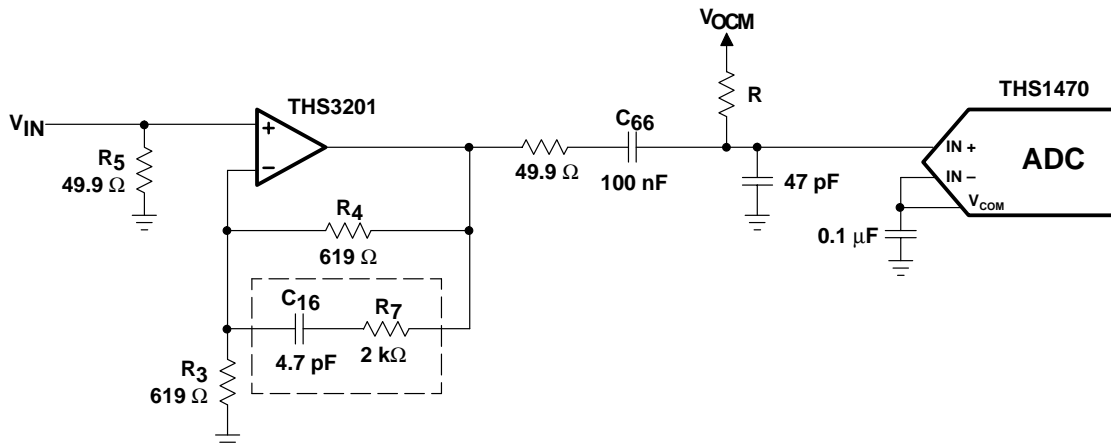 VOCM
THS3201
THS1470
VIN
R
C66
+
−
R5
49.9 Ω
49.9 Ω
100 nF
47 pF
IN +
IN −
VCOM
ADC
R4
619 Ω
0.1 μF
C16
R7
4.7 pF
2 kΩ
R3
619 Ω